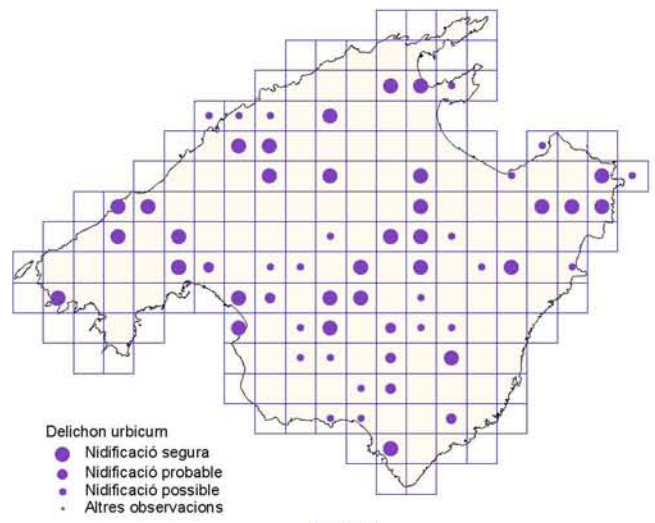 Delichon urbicum
Nidificació segura
Nidificació probable
Nidificació possible
Altres observacions